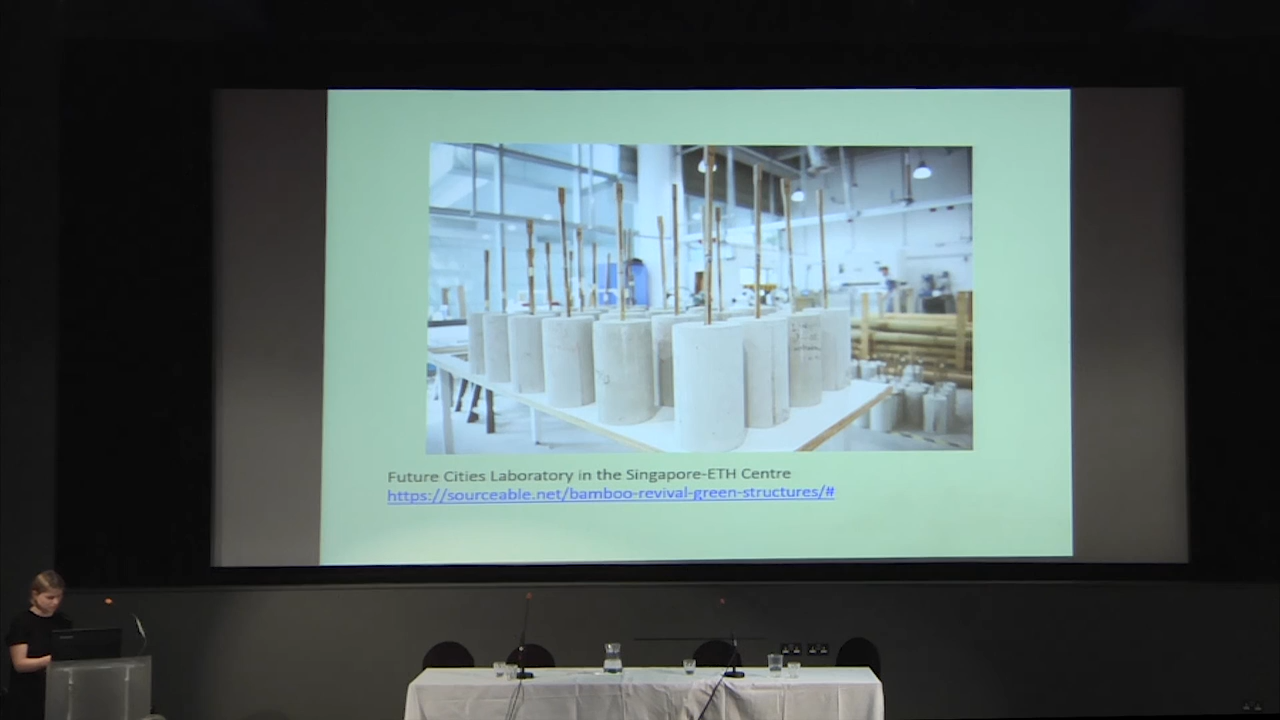 Future Cities Laboratory in the Singapore-ETH Centre
https://sourceable.net/bamboo-revival-green-structures/#